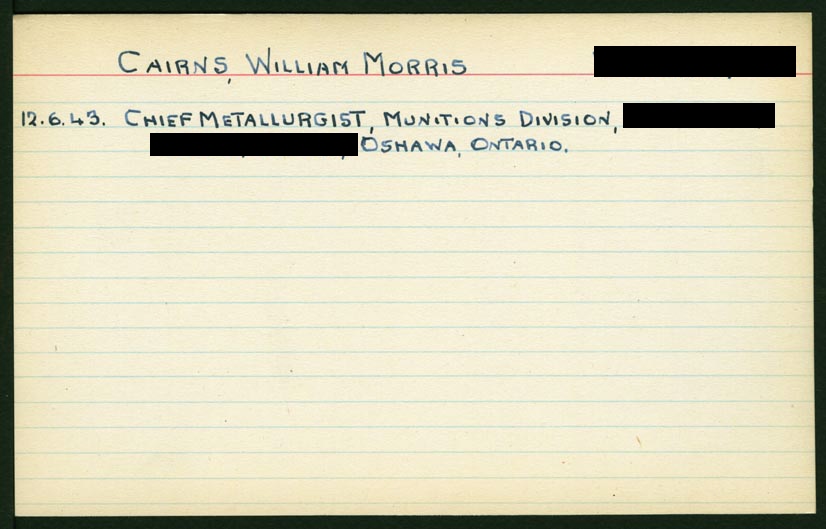 CAIRNS, WILLIAM MORRIS
12.6.43. CHIEF METALLURGIST, MUNITIONS DIVISION,
, OSHAWA, ONTARIO.